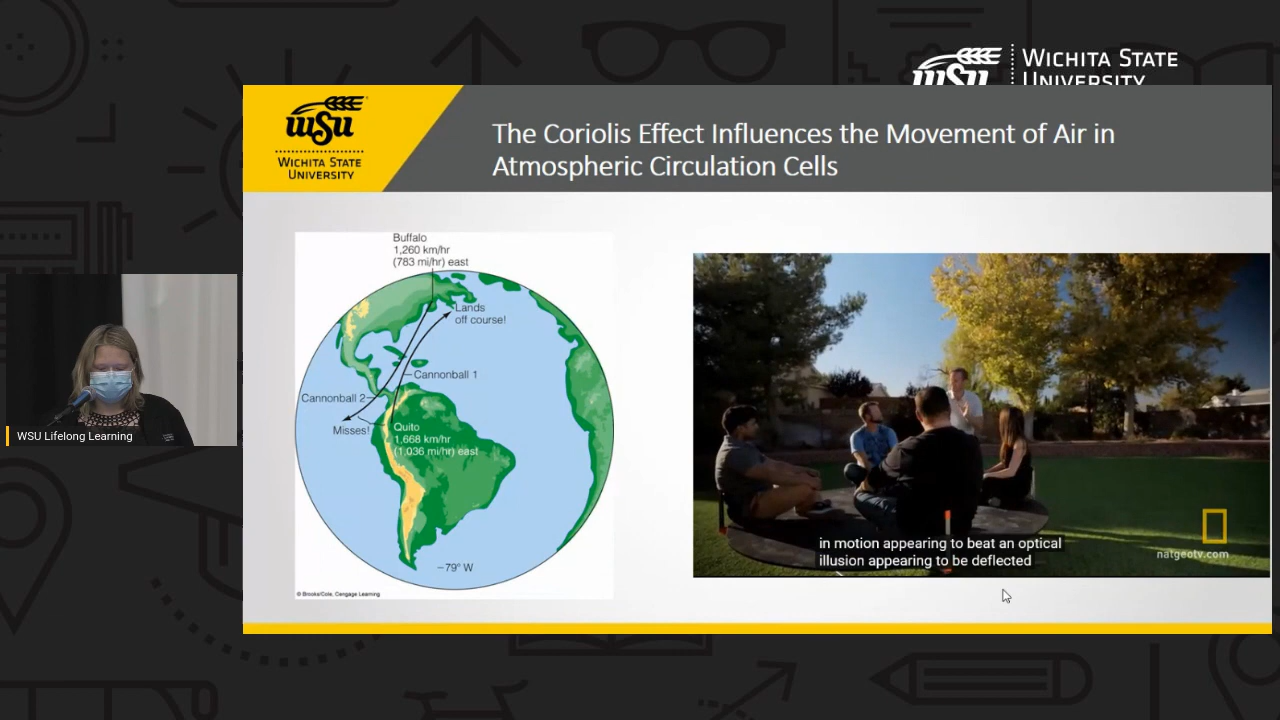 WSU
WICHITA STATE
UNIVERSITY
WSU
WICHITA STATE
UNIVERSITY
The Coriolis Effect Influences the Movement of Air in
Atmospheric Circulation Cells
Buffalo
1,260 km/hr
(783 mi/hr) east
Lands
off course!
Cannonball 1
Cannonball 2
Misses!
Quito
1,668 km/hr
(1,036 mi/hr) east
–79° W
© Brooks/Cole, Cengage Learning
in motion appearing to beat an optical
illusion appearing to be deflected
natgeotv.com
WSU Lifelong Learning